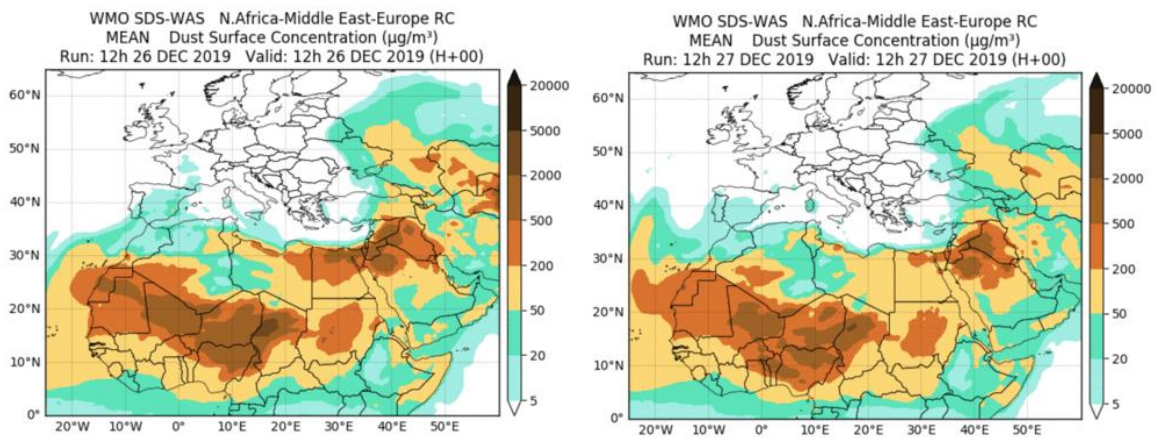 WMO SDS-WAS N.Africa-Middle East-Europe RC
MEAN Dust Surface Concentration (µg/m³)
Run: 12h 26 DEC 2019 Valid: 12h 26 DEC 2019 (H+00)
60°N
50°N
40°N
30°N
20°N
10°N
0°
20°W 10°W 0° 10°E 20°E 30°E 40°E 50°E
20000
5000
2000
500
200
50
20
5
WMO SDS-WAS N.Africa-Middle East-Europe RC
MEAN Dust Surface Concentration (µg/m³)
Run: 12h 27 DEC 2019 Valid: 12h 27 DEC 2019 (H+00)
60°N
50°N
40°N
30°N
20°N
10°N
0°
20°W 10°W 0° 10°E 20°E 30°E 40°E 50°E
20000
5000
2000
500
200
50
20
5